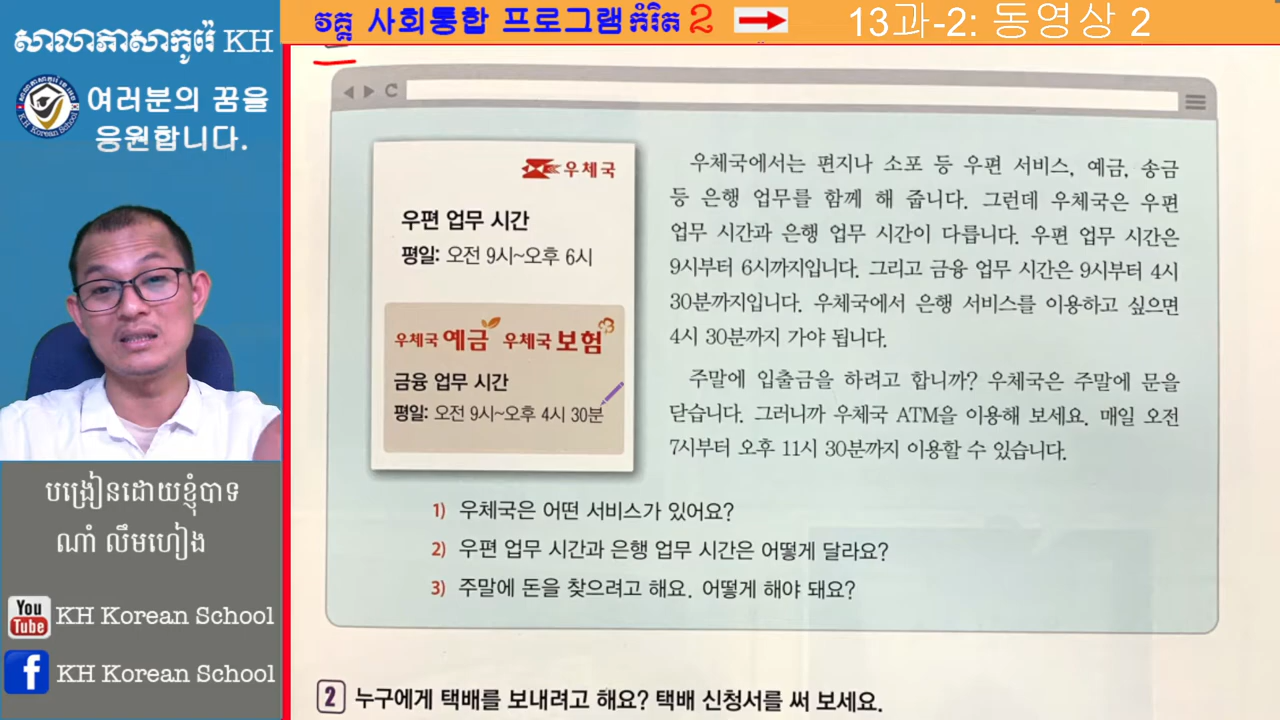 សាលាភាសាកូរ៉េ KH
여러분의 꿈을
응원합니다.
KH Korean School
វគ្គ 사회통합 프로그램 កំរិត 2
13과-2: 동영상 2
우체국
우편 업무 시간
평일: 오전 9시~오후 6시
우체국 예금 우체국 보험
금융 업무 시간
평일: 오전 9시~오후 4시 30분
우체국에서는 편지나 소포 등 우편 서비스, 예금, 송금
등 은행 업무를 함께 해 줍니다. 그런데 우체국은 우편
업무 시간과 은행 업무 시간이 다릅니다. 우편 업무 시간은
9시부터 6시까지입니다. 그리고 금융 업무 시간은 9시부터 4시
30분까지입니다. 우체국에서 은행 서비스를 이용하고 싶으면
4시 30분까지 가야 됩니다.
주말에 입출금을 하려고 합니까? 우체국은 주말에 문을
닫습니다. 그러니까 우체국 ATM을 이용해 보세요. 매일 오전
7시부터 오후 11시 30분까지 이용할 수 있습니다.
1) 우체국은 어떤 서비스가 있어요?
2) 우편 업무 시간과 은행 업무 시간은 어떻게 달라요?
3) 주말에 돈을 찾으려고 해요. 어떻게 해야 돼요?
2 누구에게 택배를 보내려고 해요? 택배 신청서를 써 보세요.
បង្រៀនដោយខ្ញុំបាទ
ណាំ លឹមហៀង
You Tube KH Korean School
f KH Korean School